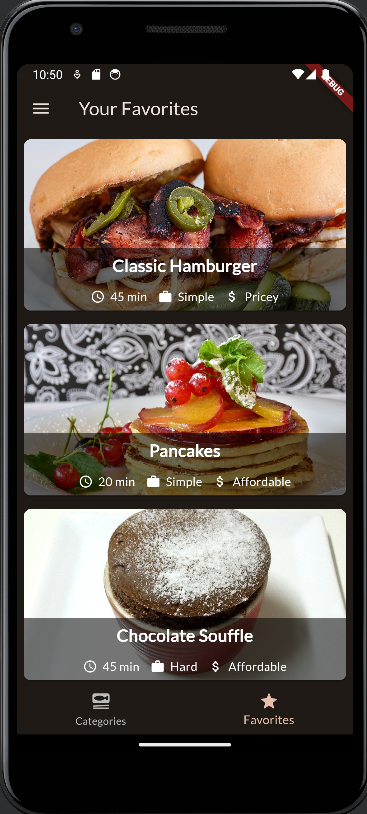 10:50
DEBUG
Your Favorites
Classic Hamburger
45 min Simple $ Pricey
Pancakes
20 min Simple $ Affordable
Chocolate Souffle
45 min Hard $ Affordable
Categories Favorites